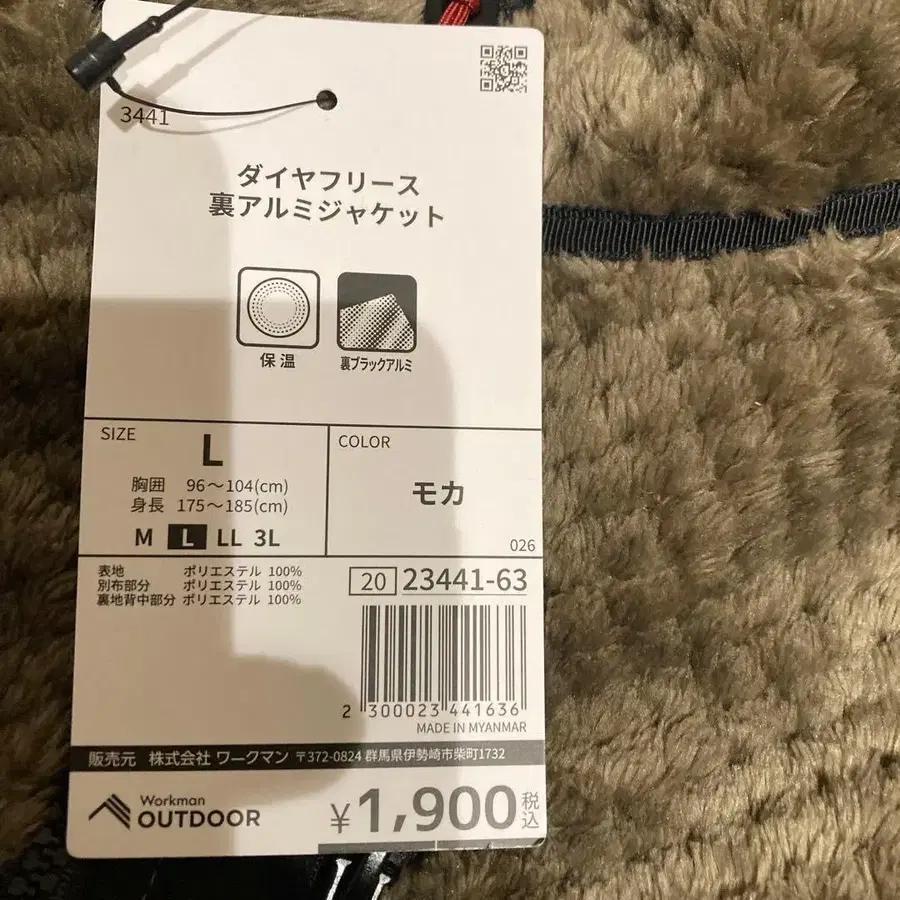 3441
ダイヤフリース
裏アルミジャケット
保温
裏ブラックアルミ
SIZE
L
胸囲 96～104(cm)
身長 175～185(cm)
M L LL 3L
COLOR
モカ
026
表地 ポリエステル 100%
別布部分 ポリエステル 100%
裏地背中部分 ポリエステル 100%
20 23441-63
2 300023 441636
MADE IN MYANMAR
販売元 株式会社 ワークマン 〒372-0824 群馬県伊勢崎市柴町1732
Workman
OUTDOOR
¥1,900税込